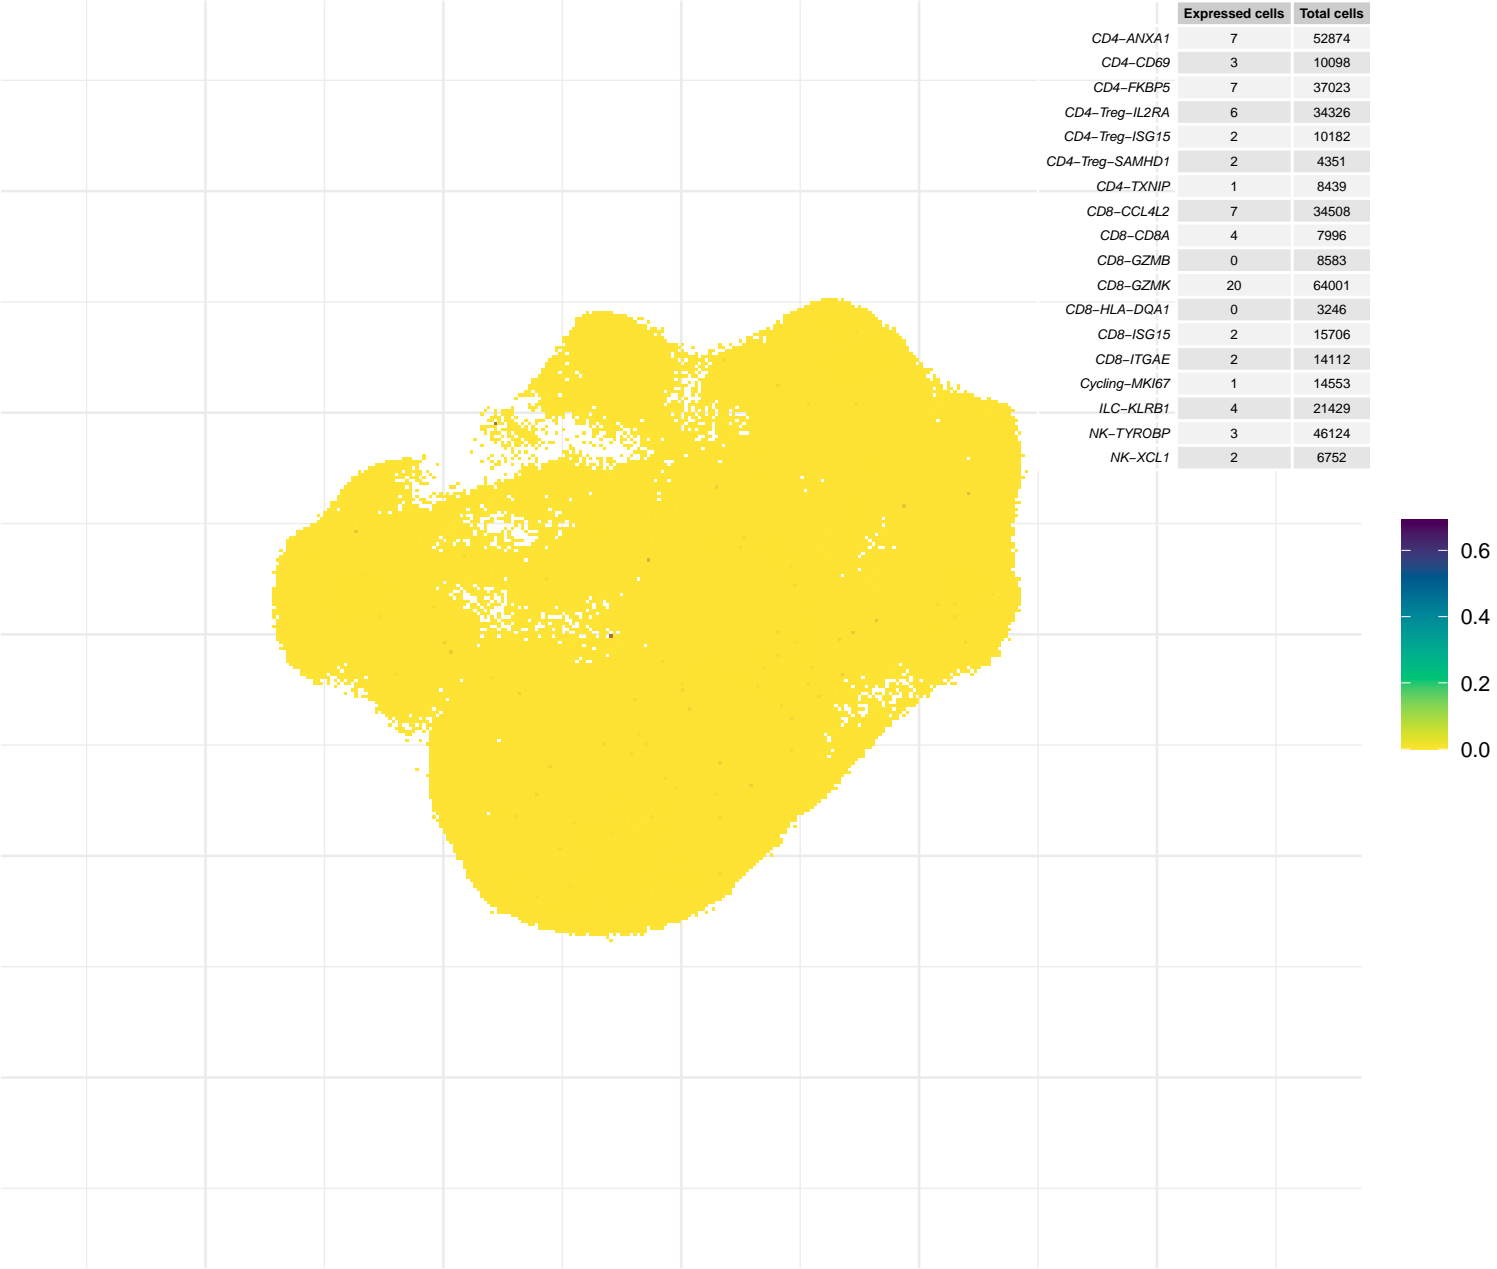 Expressed cells Total cells
CD4−ANXA1 7 52874
CD4−CD69 3 10098
CD4−FKBP5 7 37023
CD4−Treg−IL2RA 6 34326
CD4−Treg−ISG15 2 10182
CD4−Treg−SAMHD1 2 4351
CD4−TXNIP 1 8439
CD8−CCL4L2 7 34508
CD8−CD8A 4 7996
CD8−GZMB 0 8583
CD8−GZMK 20 64001
CD8−HLA−DQA1 0 3246
CD8−ISG15 2 15706
CD8−ITGAE 2 14112
Cycling−MKI67 1 14553
ILC−KLRB1 4 21429
NK−TYROBP 3 46124
NK−XCL1 2 6752
0.6
0.4
0.2
0.0